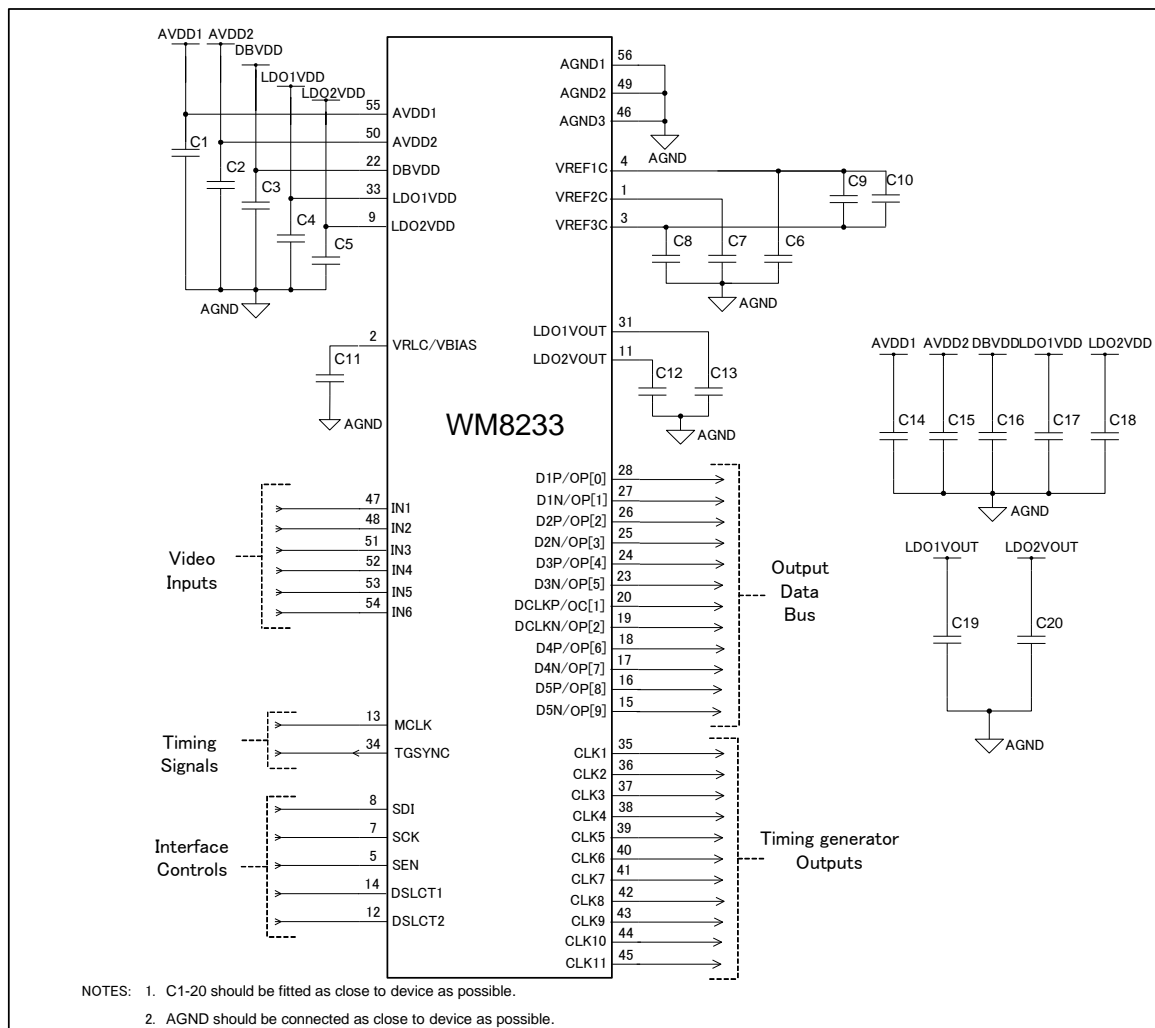 AVDD1 AVDD2
DBVDD
LDO1VDD
LDO2VDD
55 AVDD1
50 AVDD2
22 DBVDD
33 LDO1VDD
9 LDO2VDD
C1
C2
C3
C4
C5
AGND
2 VRLC/VBIAS
C11
AGND
WM8233
AGND1 56
AGND2 49
AGND3 46
AGND
VREF1C 4
VREF2C 1
VREF3C 3
C9 C10
C8 C7 C6
AGND
LDO1VOUT 31
LDO2VOUT 11
C12 C13
AGND
AVDD1 AVDD2 DBVDD LDO1VDD LDO2VDD
C14 C15 C16 C17 C18
AGND
LDO1VOUT LDO2VOUT
C19 C20
AGND
Video
Inputs
47 IN1
48 IN2
51 IN3
52 IN4
53 IN5
54 IN6
Timing
Signals
13 MCLK
34 TGSYNC
Interface
Controls
8 SDI
7 SCK
5 SEN
14 DSLCT1
12 DSLCT2
D1P/OP[0] 28
D1N/OP[1] 27
D2P/OP[2] 26
D2N/OP[3] 25
D3P/OP[4] 24
D3N/OP[5] 23
DCLKP/OC[1] 20
DCLKN/OP[2] 19
D4P/OP[6] 18
D4N/OP[7] 17
D5P/OP[8] 16
D5N/OP[9] 15
Output
Data
Bus
CLK1 35
CLK2 36
CLK3 37
CLK4 38
CLK5 39
CLK6 40
CLK7 41
CLK8 42
CLK9 43
CLK10 44
CLK11 45
Timing generator
Outputs
NOTES: 1. C1-20 should be fitted as close to device as possible.
2. AGND should be connected as close to device as possible.